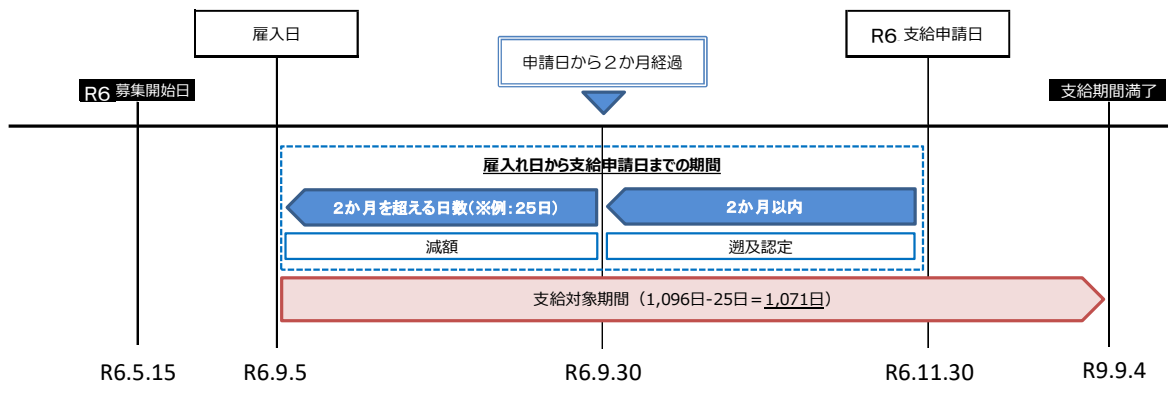 雇入日
R6 支給申請日
申請日から２か月経過
R6 募集開始日
支給期間満了
雇入れ日から支給申請日までの期間
２か月を超える日数（※例：25日）
２か月以内
減額
遡及認定
支給対象期間（1,096日-25日＝1,071日）
R6.5.15
R6.9.5
R6.9.30
R6.11.30
R9.9.4